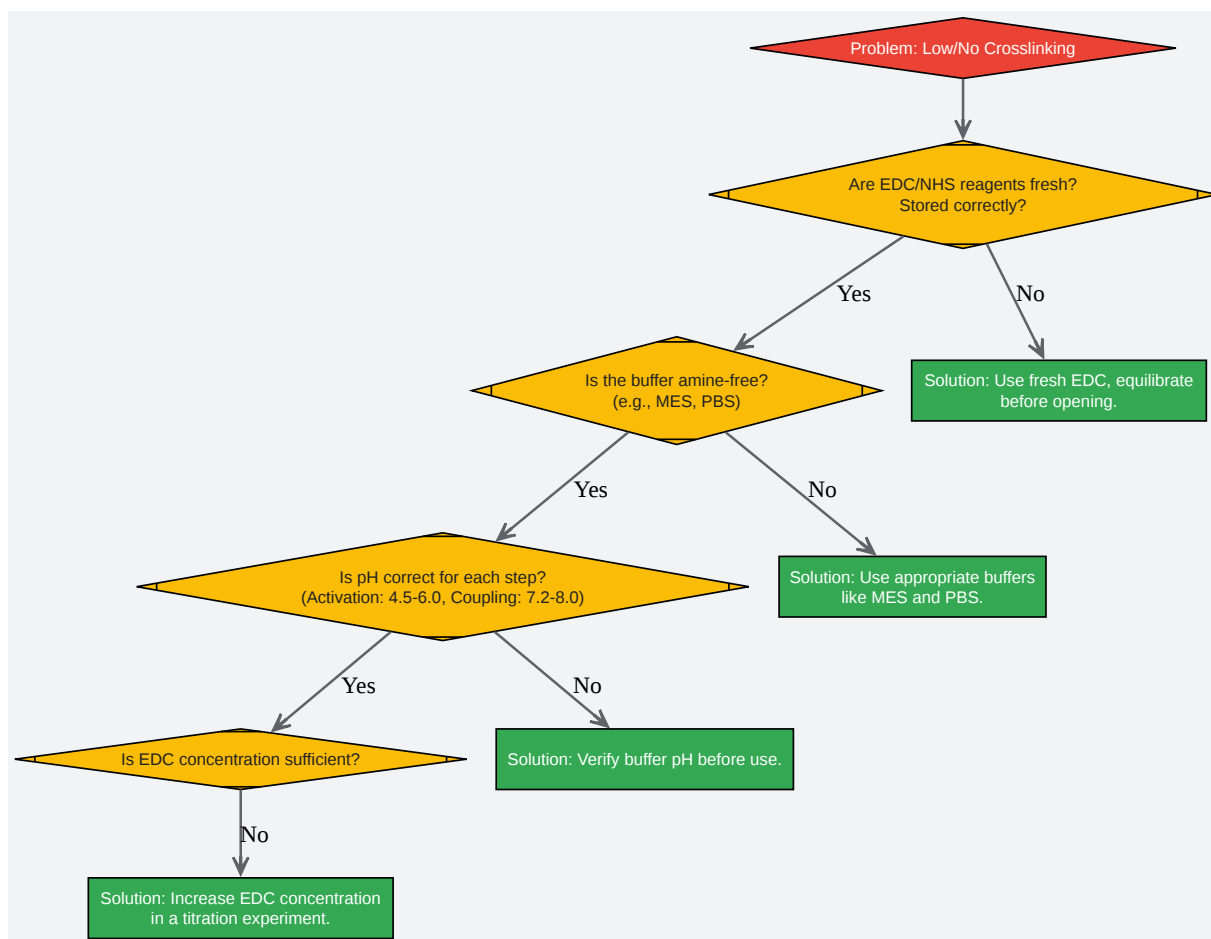 Problem: Low/No Crosslinking
Are EDC/NHS reagents fresh?
Stored correctly?
Yes
No
Is the buffer amine-free?
(e.g., MES, PBS)
Solution: Use fresh EDC, equilibrate
before opening.
Yes
No
Is pH correct for each step?
(Activation: 4.5-6.0, Coupling: 7.2-8.0)
Solution: Use appropriate buffers
like MES and PBS.
Yes
No
Is EDC concentration sufficient?
Solution: Verify buffer pH before use.
No
Solution: Increase EDC concentration
in a titration experiment.